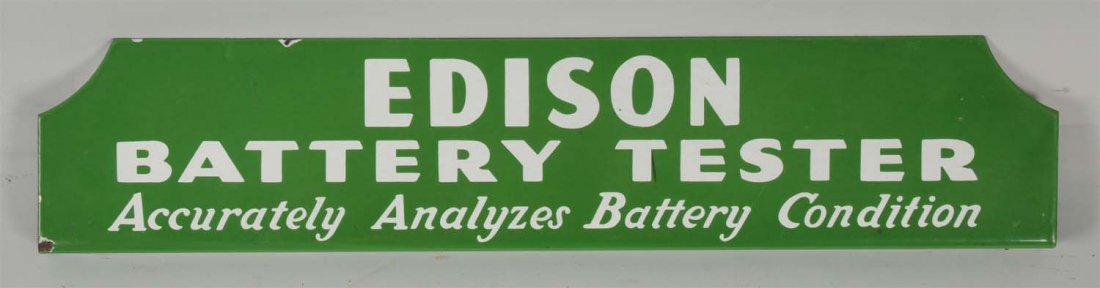 EDISON
BATTERY TESTER
Accurately Analyzes Battery Condition